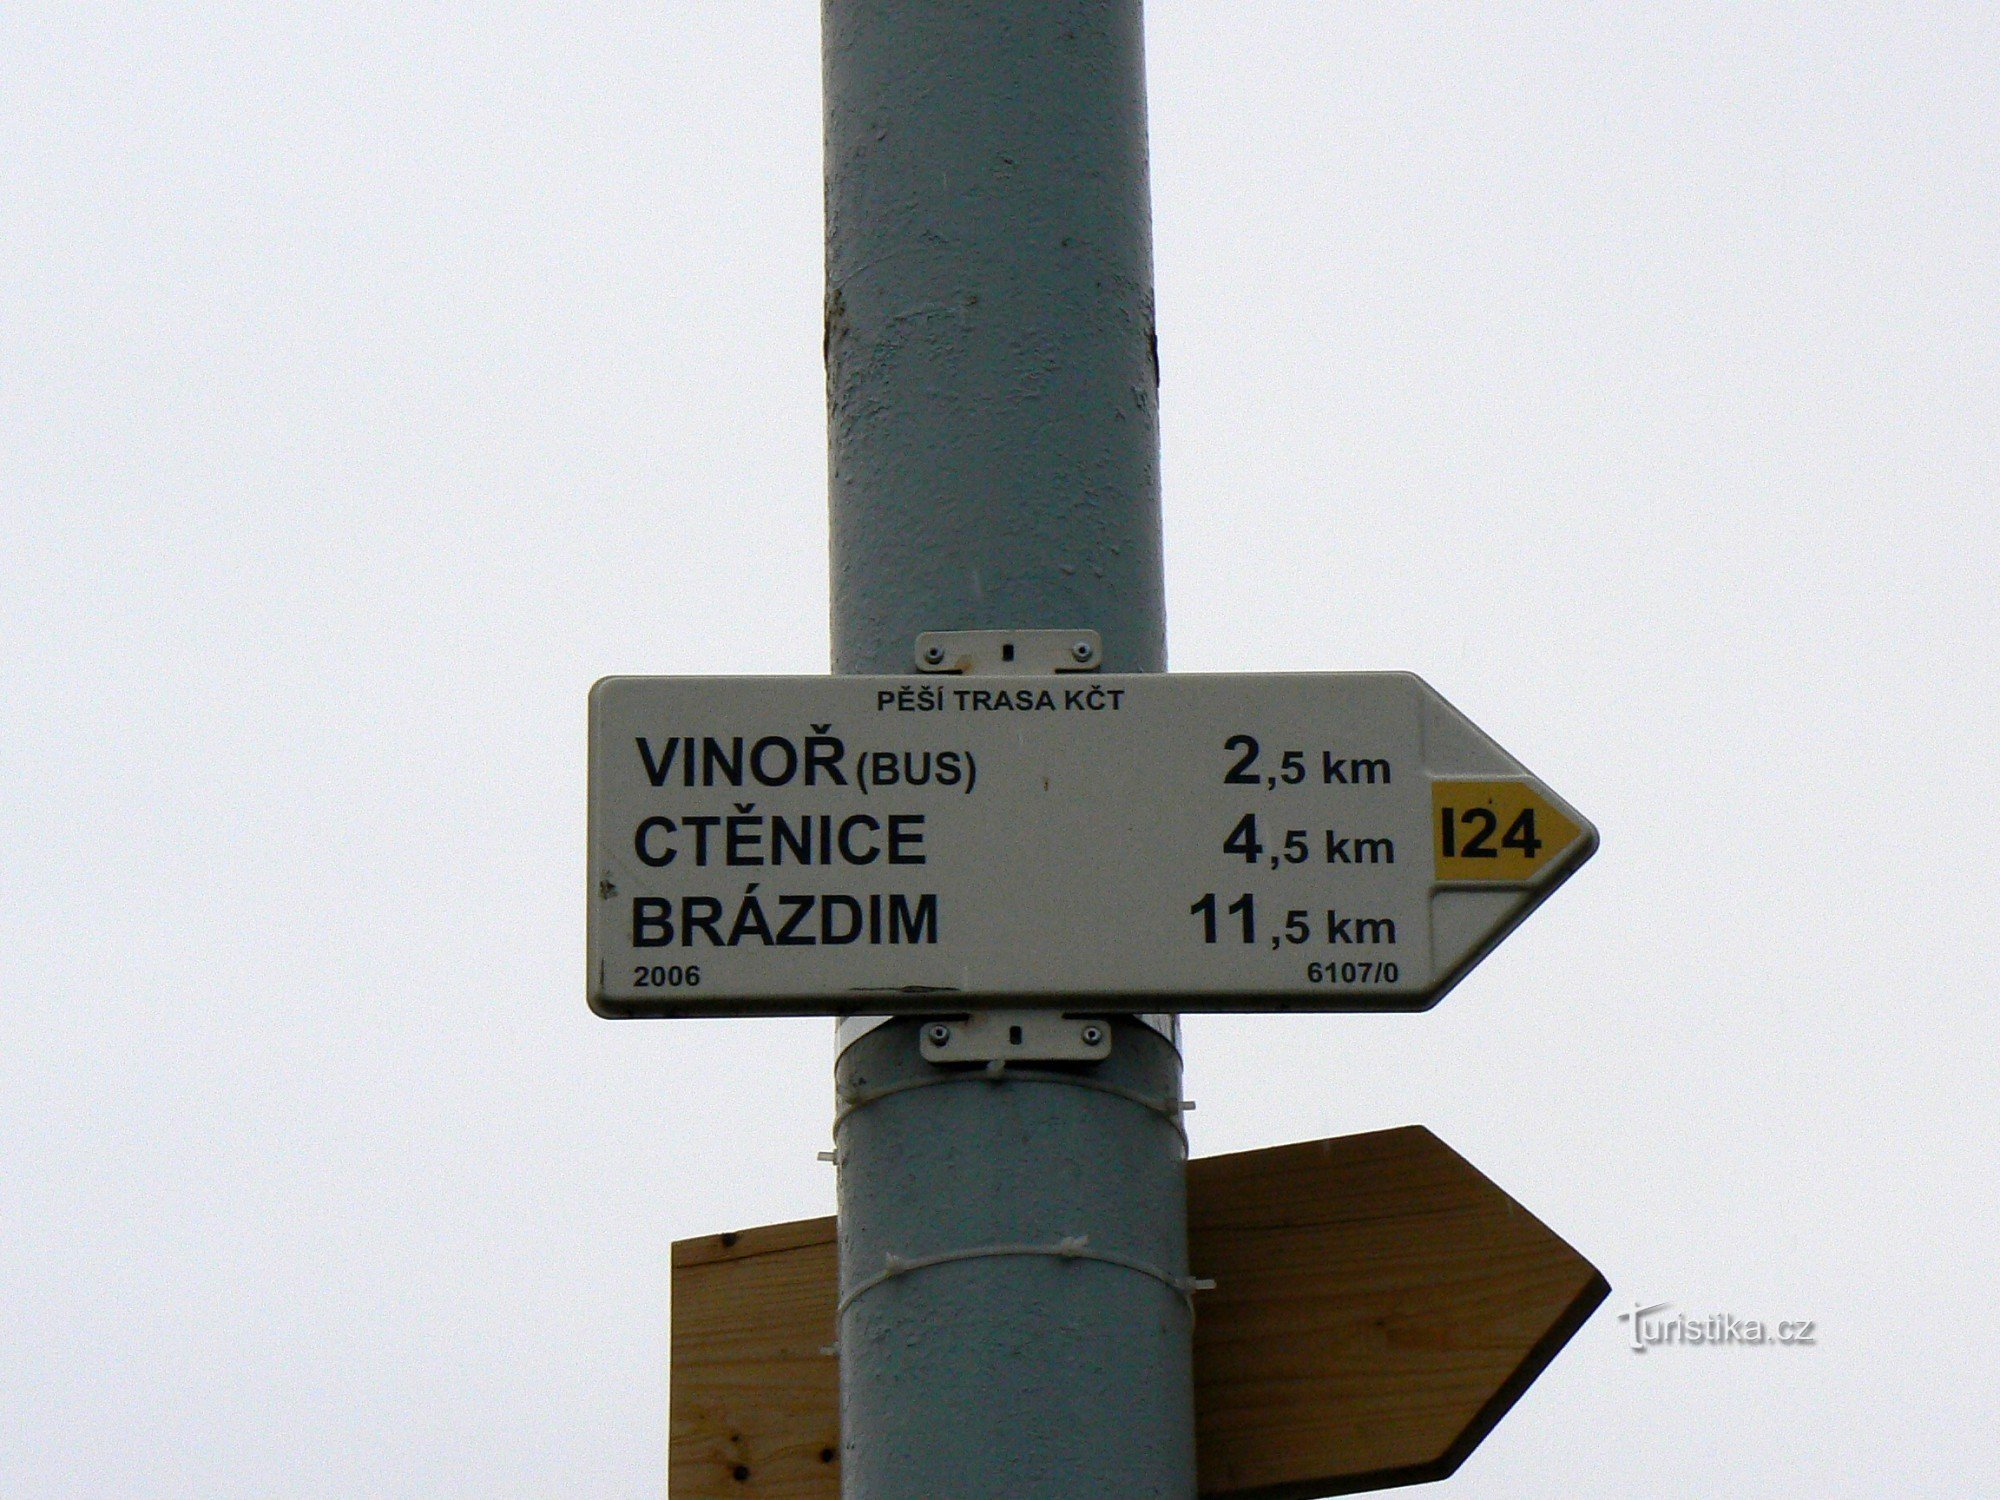 PĚŠÍ TRASA KČT
VINOŘ (BUS) 2,5 km
CTĚNICE 4,5 km
BRÁZDIM 11,5 km
I24
2006 6107/0
Turistika.cz